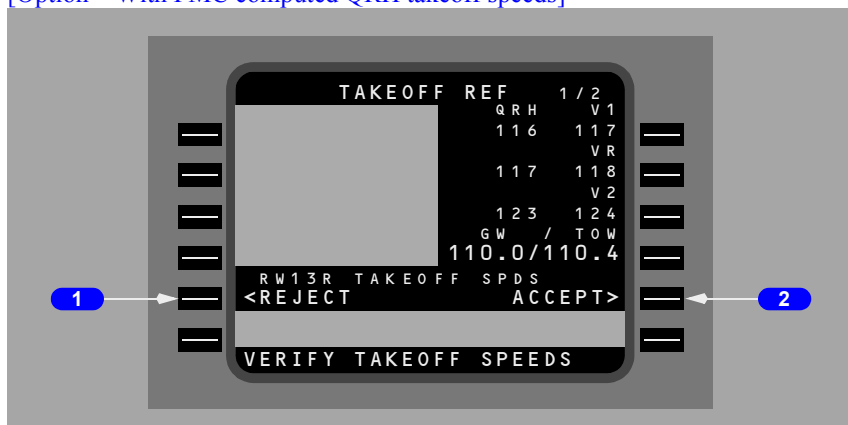 [Option - With FMC computed QRH takeoff speeds]
TAKEOFF REF 1/2
QRH V1
116 117
VR
117 118
V2
123 124
GW / TOW
110.0/110.4
RW13R TAKEOFF SPDS
<REJECT ACCEPT>
1 2
VERIFY TAKEOFF SPEEDS